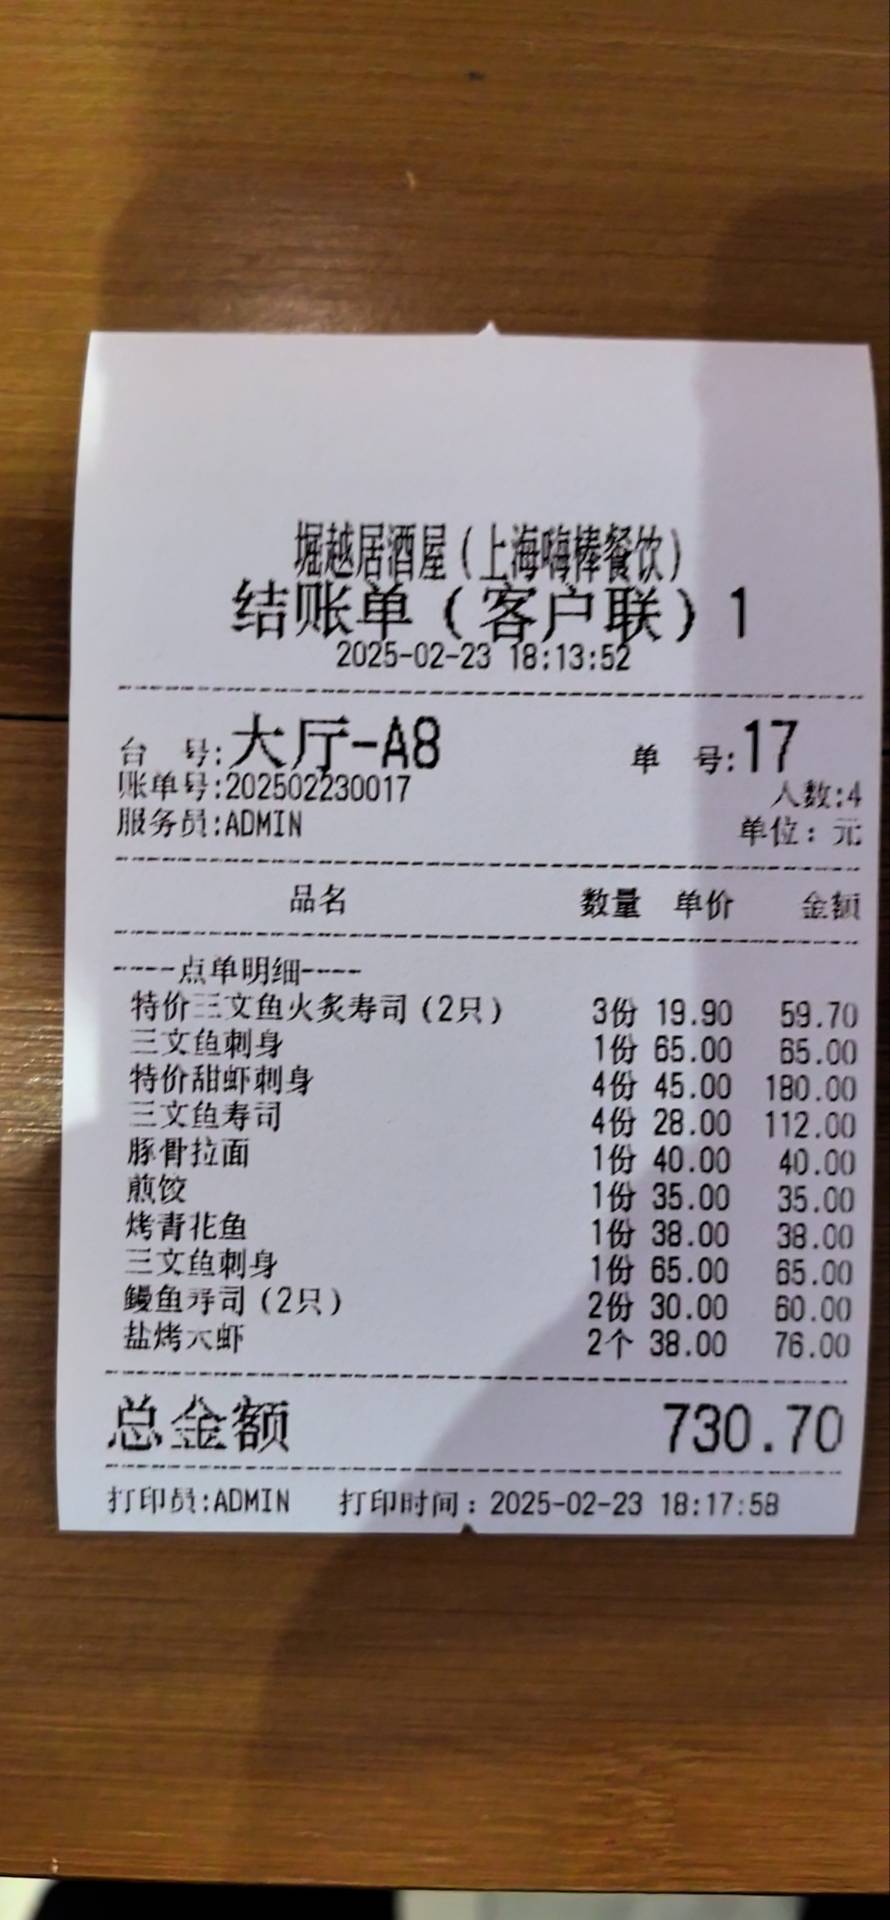 堀越居酒屋(上海嗨棒餐饮)
结账单(客户联)1
2025-02-23 18:13:52
台 号:大厅-A8 单 号:17
账单号:202502230017 人数:4
服务员:ADMIN 单位:元
品名 数量 单价 金额
----点单明细----
特价三文鱼火炙寿司(2只) 3份 19.90 59.70
三文鱼刺身 1份 65.00 65.00
特价甜虾刺身 4份 45.00 180.00
三文鱼寿司 4份 28.00 112.00
豚骨拉面 1份 40.00 40.00
煎饺 1份 35.00 35.00
烤青花鱼 1份 38.00 38.00
三文鱼刺身 1份 65.00 65.00
鳗鱼寿司(2只) 2份 30.00 60.00
盐烤大虾 2个 38.00 76.00
总金额 730.70
打印员:ADMIN 打印时间:2025-02-23 18:17:58